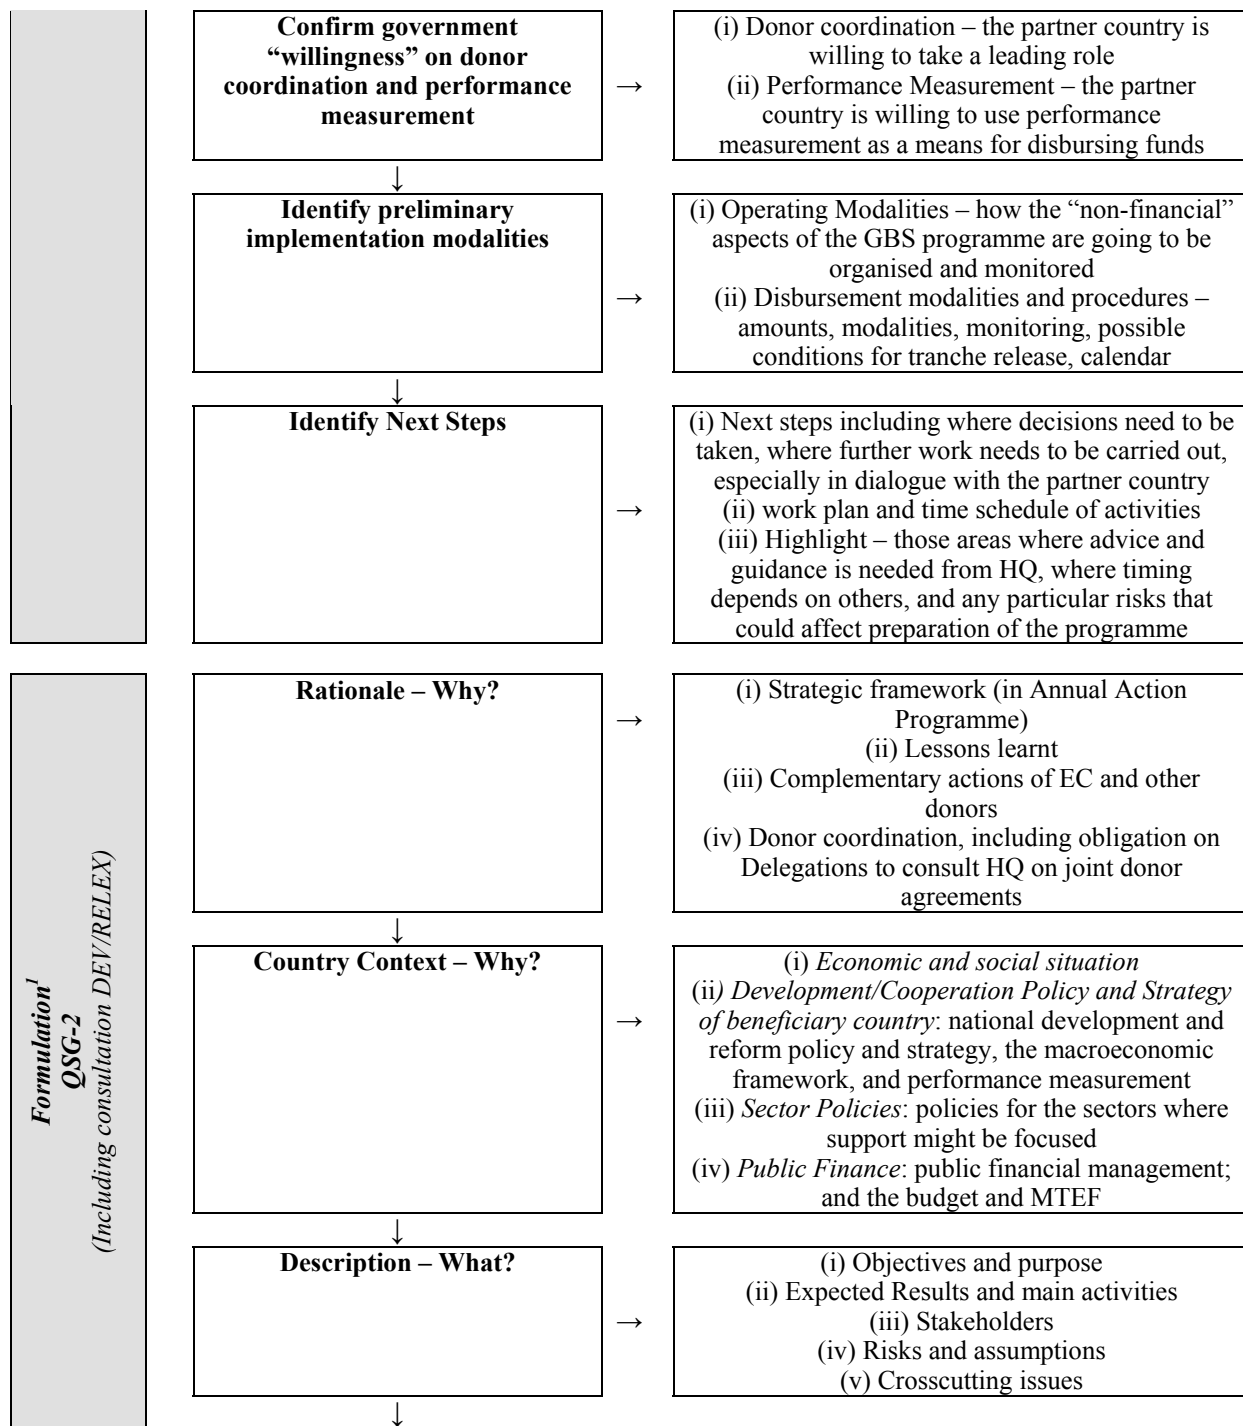 Confirm government
“willingness” on donor
coordination and performance
measurement
→
(i) Donor coordination – the partner country is
willing to take a leading role
(ii) Performance Measurement – the partner
country is willing to use performance
measurement as a means for disbursing funds
↓
Identify preliminary
implementation modalities
→
(i) Operating Modalities – how the “non-financial”
aspects of the GBS programme are going to be
organised and monitored
(ii) Disbursement modalities and procedures –
amounts, modalities, monitoring, possible
conditions for tranche release, calendar
↓
Identify Next Steps
→
(i) Next steps including where decisions need to be
taken, where further work needs to be carried out,
especially in dialogue with the partner country
(ii) work plan and time schedule of activities
(iii) Highlight – those areas where advice and
guidance is needed from HQ, where timing
depends on others, and any particular risks that
could affect preparation of the programme
Formulation¹
QSG-2
(Including consultation DEV/RELEX)
Rationale – Why?
→
(i) Strategic framework (in Annual Action
Programme)
(ii) Lessons learnt
(iii) Complementary actions of EC and other
donors
(iv) Donor coordination, including obligation on
Delegations to consult HQ on joint donor
agreements
↓
Country Context – Why?
→
(i) Economic and social situation
(ii) Development/Cooperation Policy and Strategy
of beneficiary country: national development and
reform policy and strategy, the macroeconomic
framework, and performance measurement
(iii) Sector Policies: policies for the sectors where
support might be focused
(iv) Public Finance: public financial management;
and the budget and MTEF
↓
Description – What?
→
(i) Objectives and purpose
(ii) Expected Results and main activities
(iii) Stakeholders
(iv) Risks and assumptions
(v) Crosscutting issues
↓